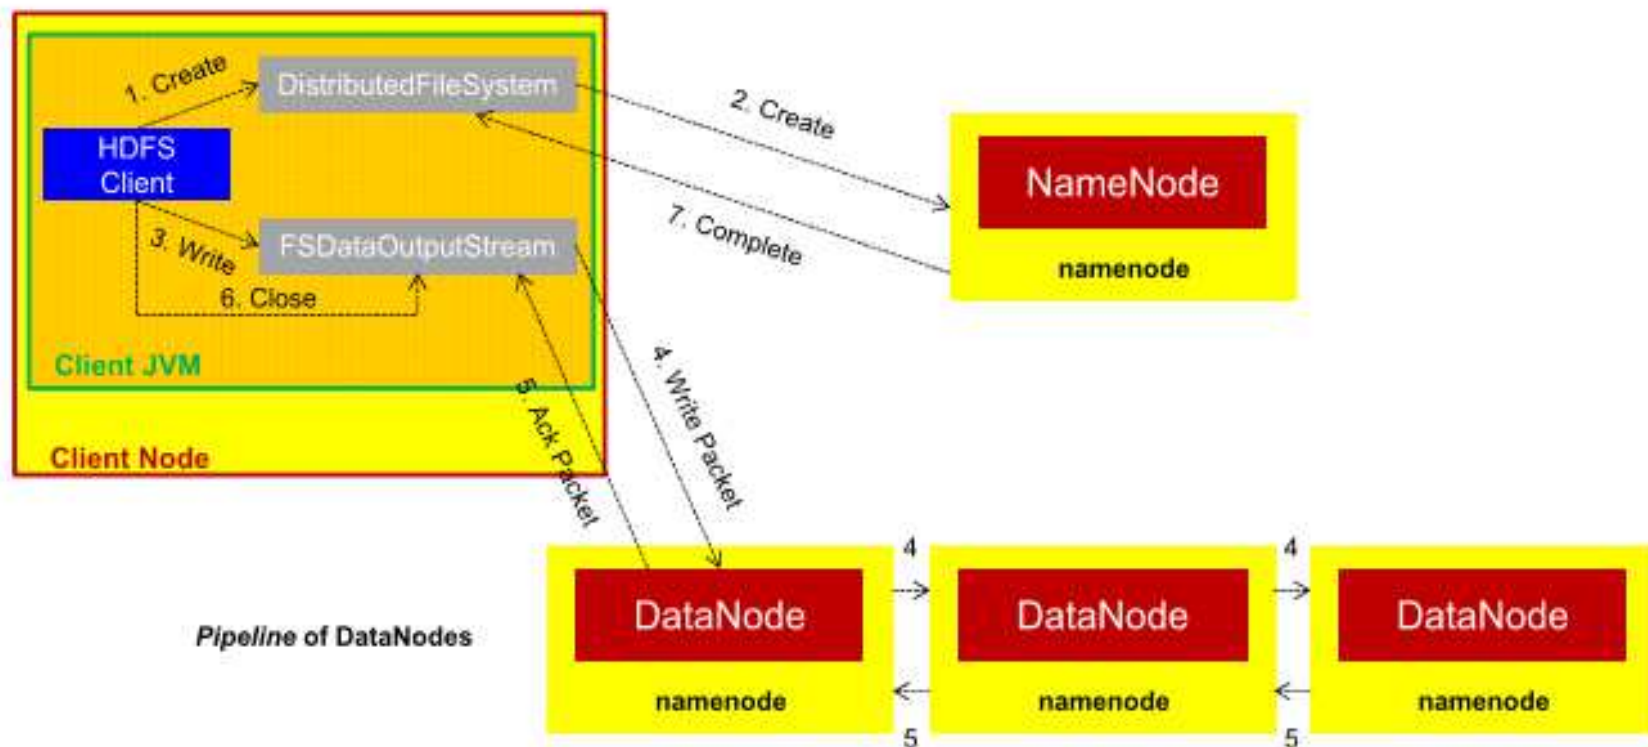 1. Create
DistributedFileSystem
2. Create
HDFS
Client
NameNode
3. Write
FSDataOutputStream
7. Complete
namenode
6. Close
Client JVM
4. Write Packet
5. Ack Packet
Client Node
4
4
DataNode
DataNode
DataNode
Pipeline of DataNodes
namenode
namenode
namenode
5
5